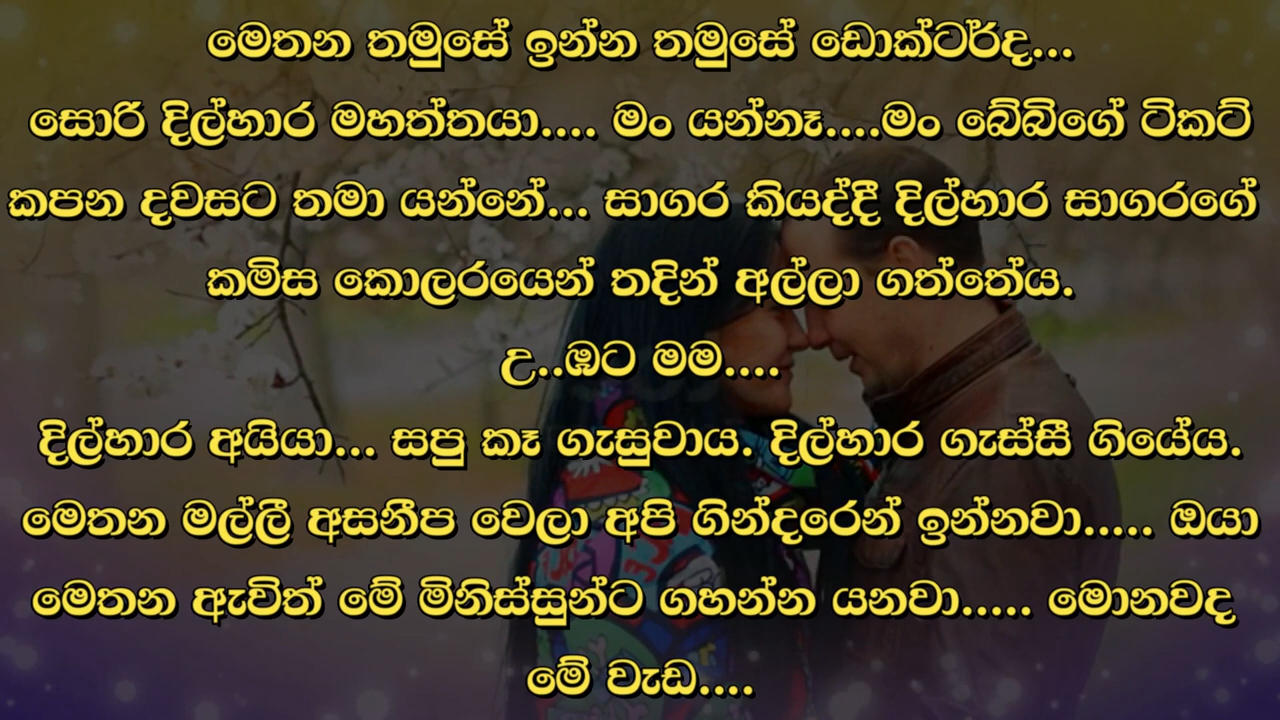 මෙතන තමුසේ ඉන්න තමුසේ ඩොක්ටර්ද...
සොරි දිල්හාර මහත්තයා.... මං යන්නෑ....මං බේබිගේ ටිකට්
කපන දවසට තමා යන්නේ... සාගර කියද්දී දිල්හාර සාගරගේ
කමිස කොලරයෙන් තදින් අල්ලා ගත්තේය.
උ..ඹට මම....
දිල්හාර අයියා... සපු කෑ ගැසුවාය. දිල්හාර ගැස්සී ගියේය.
මෙතන මල්ලී අසනීප වෙලා අපි ගින්දරෙන් ඉන්නවා..... ඔයා
මෙතන ඇවිත් මේ මිනිස්සුන්ට ගහන්න යනවා..... මොනවද
මේ වැඩ....